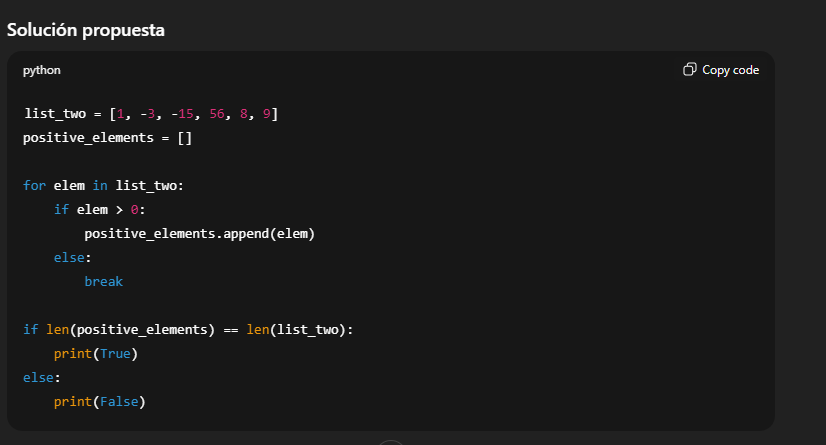 Solución propuesta
python
Copy code
list_two = [1, -3, -15, 56, 8, 9]
positive_elements = []
for elem in list_two:
    if elem > 0:
        positive_elements.append(elem)
    else:
        break
if len(positive_elements) == len(list_two):
    print(True)
else:
    print(False)